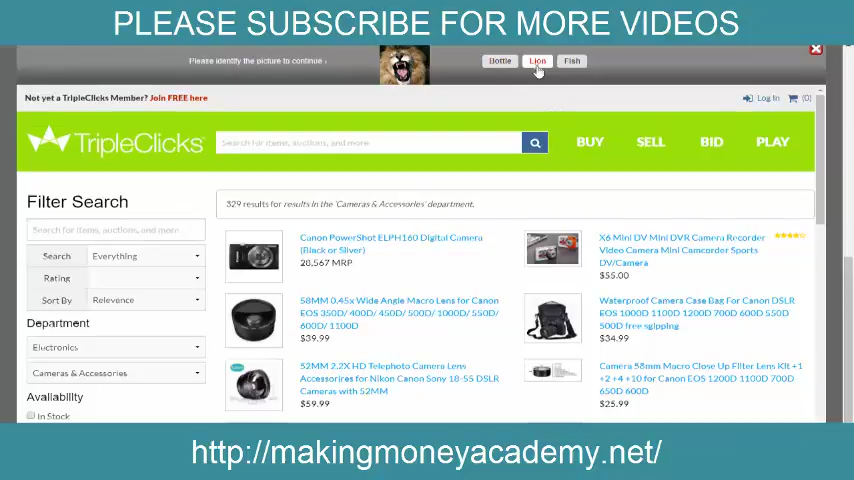 PLEASE SUBSCRIBE FOR MORE VIDEOS
Please identify the picture to continue ›
Bottle
Lion
Fish
Not yet a TripleClicks Member? Join FREE here
Log In
(0)
TripleClicks
Search for items, auctions, and more
BUY
SELL
BID
PLAY
Filter Search
Search for items, auctions, and more...
Search
Everything
Rating
Sort By
Relevance
Department
Electronics
Cameras & Accessories
Availability
In Stock
329 results for results in the 'Cameras & Accessories' department.
Canon PowerShot ELPH160 Digital Camera
(Black or Silver)
28,567 MRP
X6 Mini DV Mini DVR Camera Recorder
Video Camera Mini Camcorder Sports
DV/Camera
$55.00
58MM 0.45x Wide Angle Macro Lens for Canon
EOS 350D/ 400D/ 450D/ 500D/ 1000D/ 550D/
600D/ 1100D
$39.99
Waterproof Camera Case Bag For Canon DSLR
EOS 1000D 1100D 1200D 700D 600D 550D
500D free sgipping
$34.99
52MM 2.2X HD Telephoto Camera Lens
Accessorires for Nikon Canon Sony 18-55 DSLR
Cameras with 52MM
$59.99
Camera 58mm Macro Close Up Filter Lens Kit +1
+2 +4 +10 for Canon EOS 1200D 1100D 700D
650D 600D
$25.99
http://makingmoneyacademy.net/